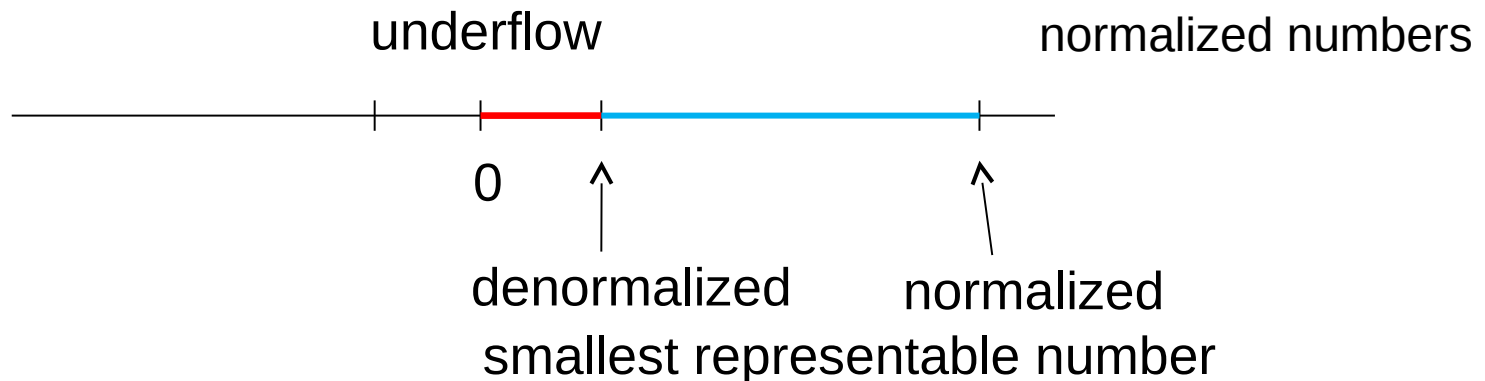 underflow
normalized numbers
0
denormalized
normalized
smallest representable number